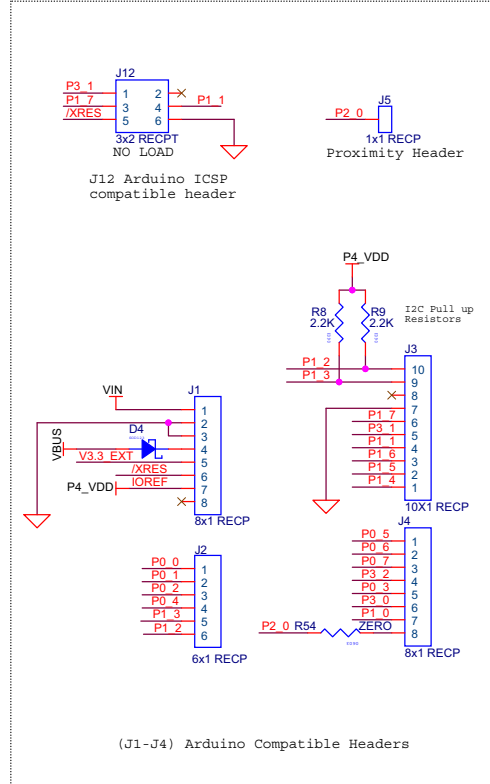 J12
P3_1 1 2
P1_7 3 4 P1_1
/XRES 5 6
3x2 RECPT
NO LOAD
J12 Arduino ICSP
compatible header
J5
P2_0
1x1 RECP
Proximity Header
P4_VDD
R8 R9
2.2K 2.2K
I2C Pull up
Resistors
J3
P1_2 10
P1_3 9
8
7
P1_7 6
P3_1 5
P1_1 4
P1_6 3
P1_5 2
P1_4 1
10X1 RECP
J1
VIN 1
2
3
D4
VBUS 4
V3.3_EXT 5
/XRES 6
P4_VDD IOREF 7
8
8x1 RECP
J2
P0_0 1
P0_1 2
P0_2 3
P0_4 4
P1_3 5
P1_2 6
6x1 RECP
J4
P0_5 1
P0_6 2
P0_7 3
P3_2 4
P0_3 5
P3_0 6
P1_0 7
P2_0 R54 ZERO 8
8x1 RECP
(J1-J4) Arduino Compatible Headers